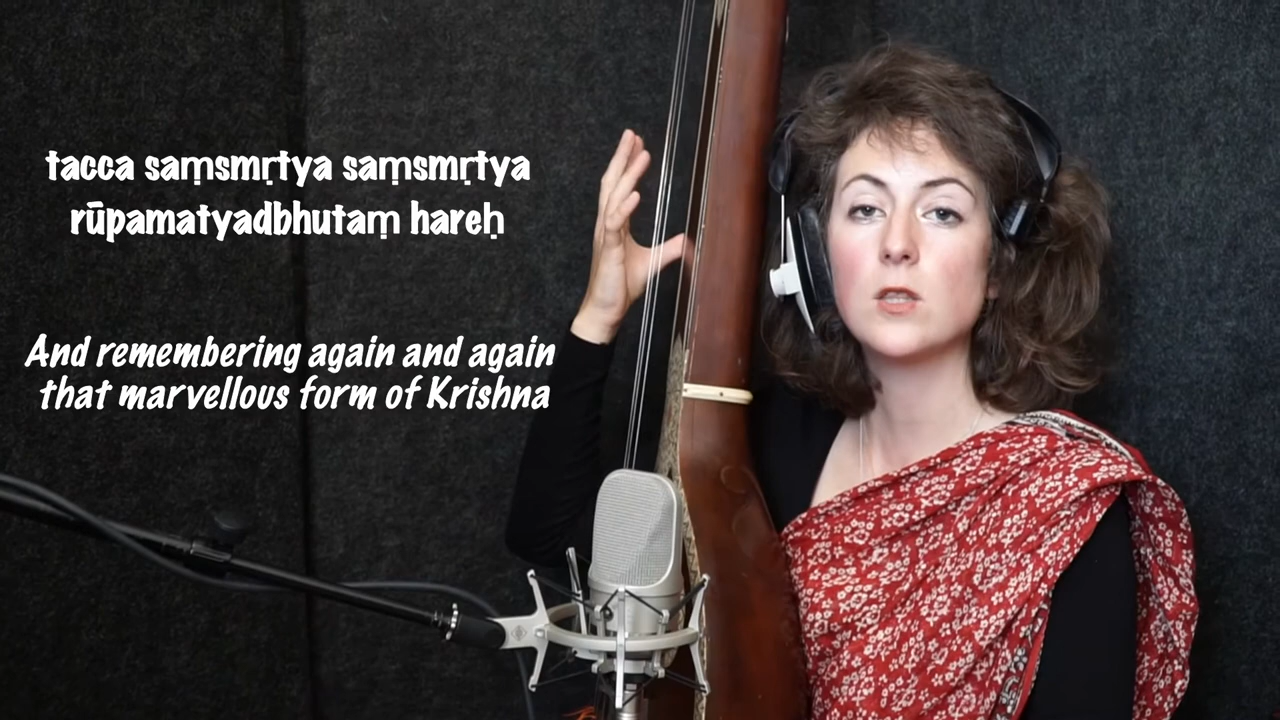 tacca saṃsmṛtya saṃsmṛtya
rūpamatyadbhutaṃ hareḥ
And remembering again and again
that marvellous form of Krishna